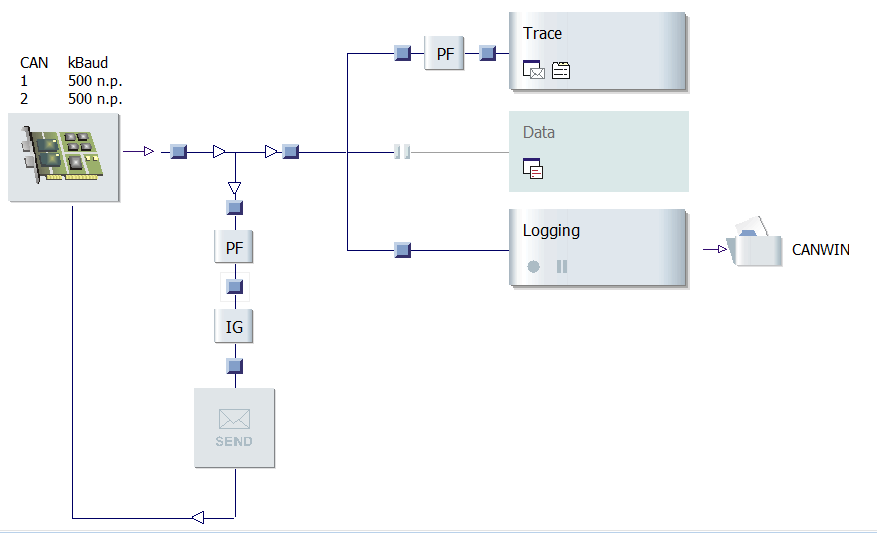 CAN kBaud
1 500 n.p.
2 500 n.p.
PF
Trace
Data
Logging
CANWIN
PF
IG
SEND